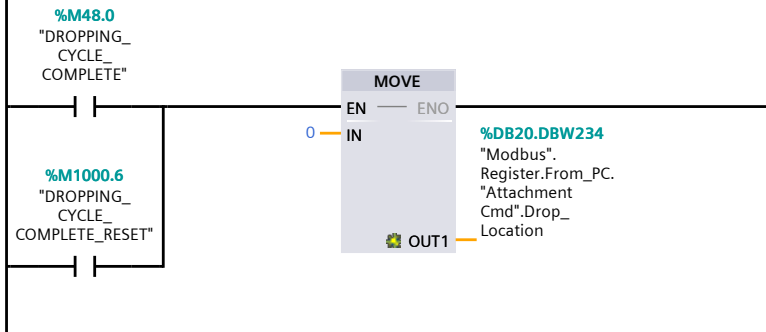 %M48.0
"DROPPING_
CYCLE_
COMPLETE"
MOVE
EN
ENO
0
IN
%DB20.DBW234
"Modbus".
Register.From_PC.
"Attachment
Cmd".Drop_
Location
OUT1
%M1000.6
"DROPPING_
CYCLE_
COMPLETE_RESET"